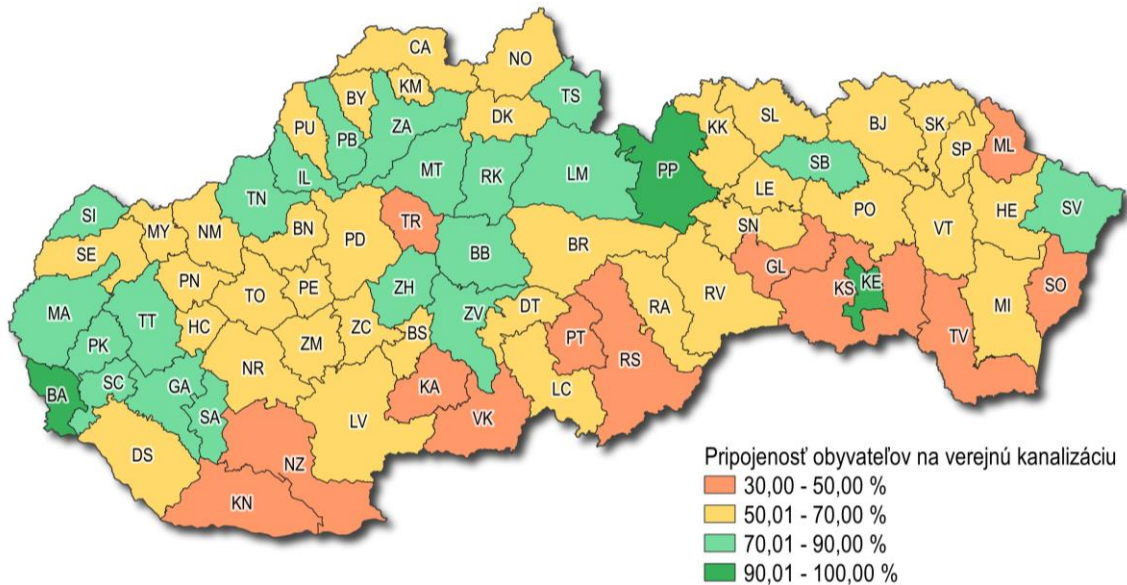 CA
NO
TS
KM
BY
DK
PU
PB
ZA
KK
SL
BJ
SK
SP
ML
SB
PP
IL
MT
RK
LM
TN
LE
PO
HE
SV
SI
MY
NM
BN
PD
TR
VT
SE
BB
BR
SN
PN
TO
PE
ZH
GL
KS
KE
SO
MA
TT
HC
ZM
ZC
BS
ZV
DT
RA
RV
MI
PK
NR
PT
RS
TV
BA
SC
GA
SA
LV
KA
VK
LC
DS
NZ
KN
Pripojenosť obyvateľov na verejnú kanalizáciu
30,00 - 50,00 %
50,01 - 70,00 %
70,01 - 90,00 %
90,01 - 100,00 %